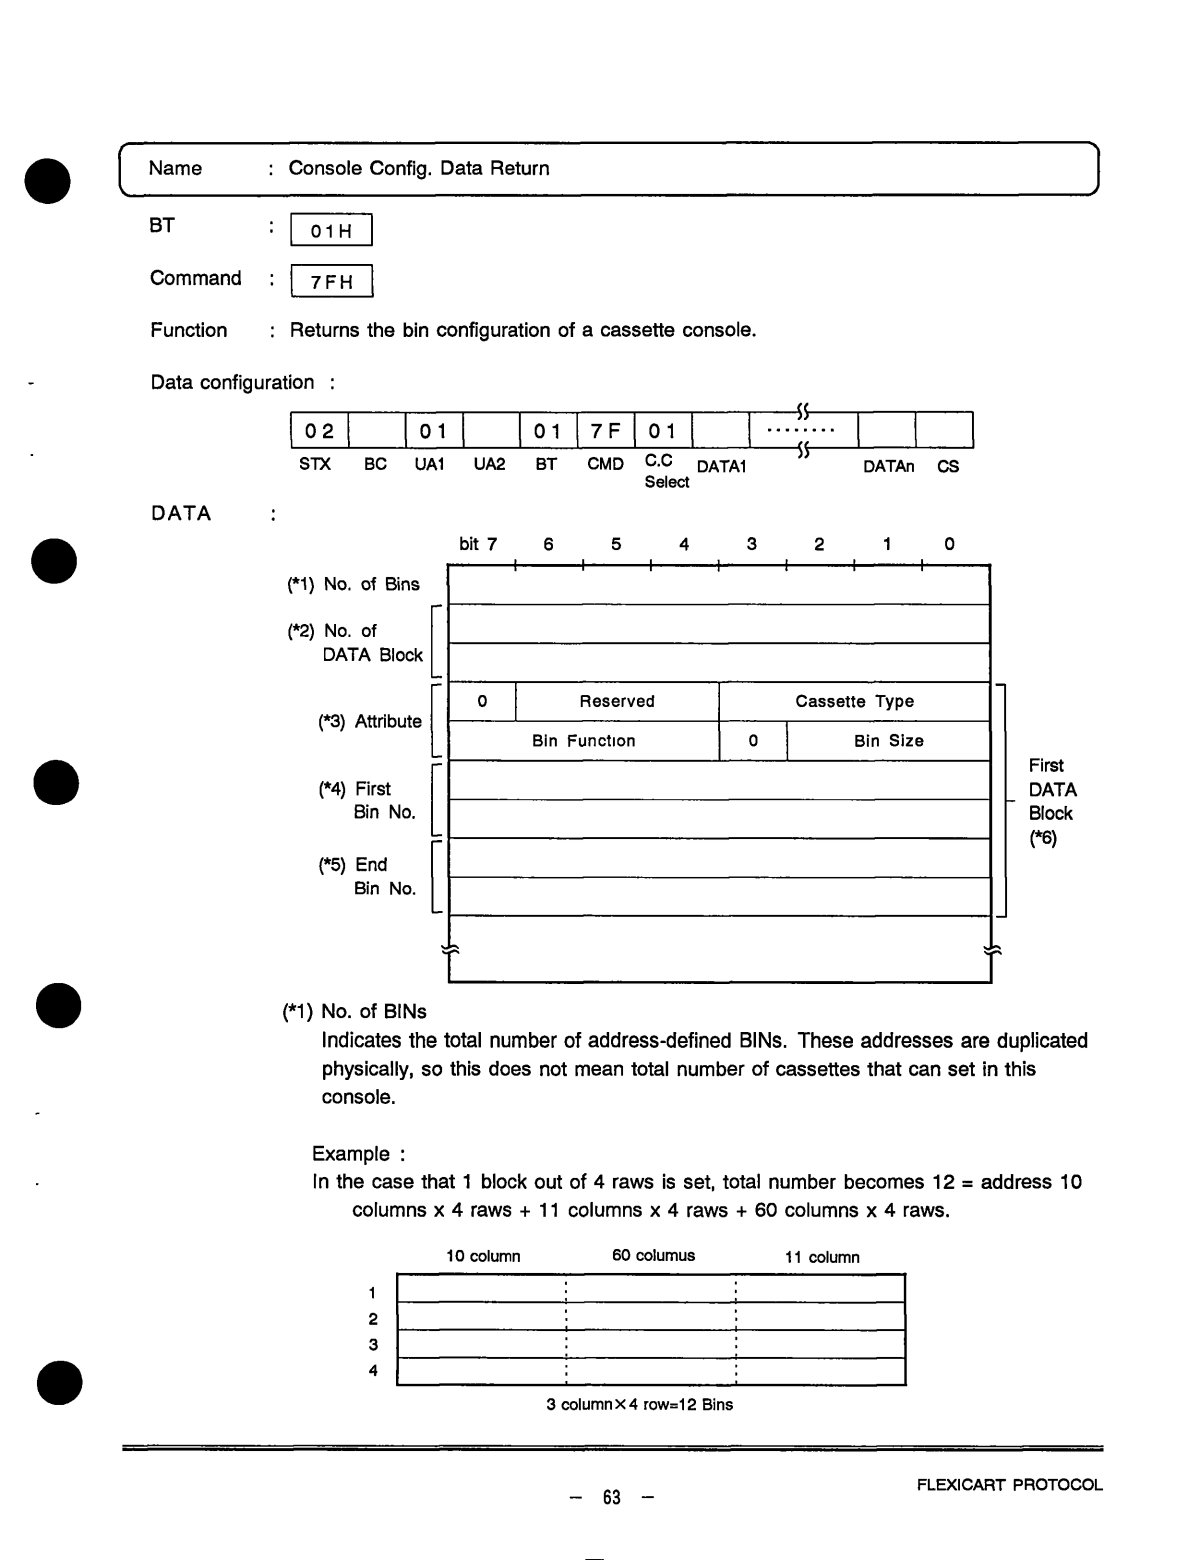 Name : Console Config. Data Return
BT : 01H
Command : 7FH
Function : Returns the bin configuration of a cassette console.
Data configuration :
02 01 01 7F 01 ........
STX BC UA1 UA2 BT CMD C.C Select DATA1 DATAn CS
DATA :
bit 7 6 5 4 3 2 1 0
(*1) No. of Bins
(*2) No. of
DATA Block
0 Reserved Cassette Type
(*3) Attribute
Bin Function 0 Bin Size
(*4) First
Bin No.
(*5) End
Bin No.
First
DATA
Block
(*6)
(*1) No. of BINs
Indicates the total number of address-defined BINs. These addresses are duplicated
physically, so this does not mean total number of cassettes that can set in this
console.
Example :
In the case that 1 block out of 4 raws is set, total number becomes 12 = address 10
columns x 4 raws + 11 columns x 4 raws + 60 columns x 4 raws.
10 column 60 columus 11 column
1
2
3
4
3 column×4 row=12 Bins
FLEXICART PROTOCOL
– 63 –